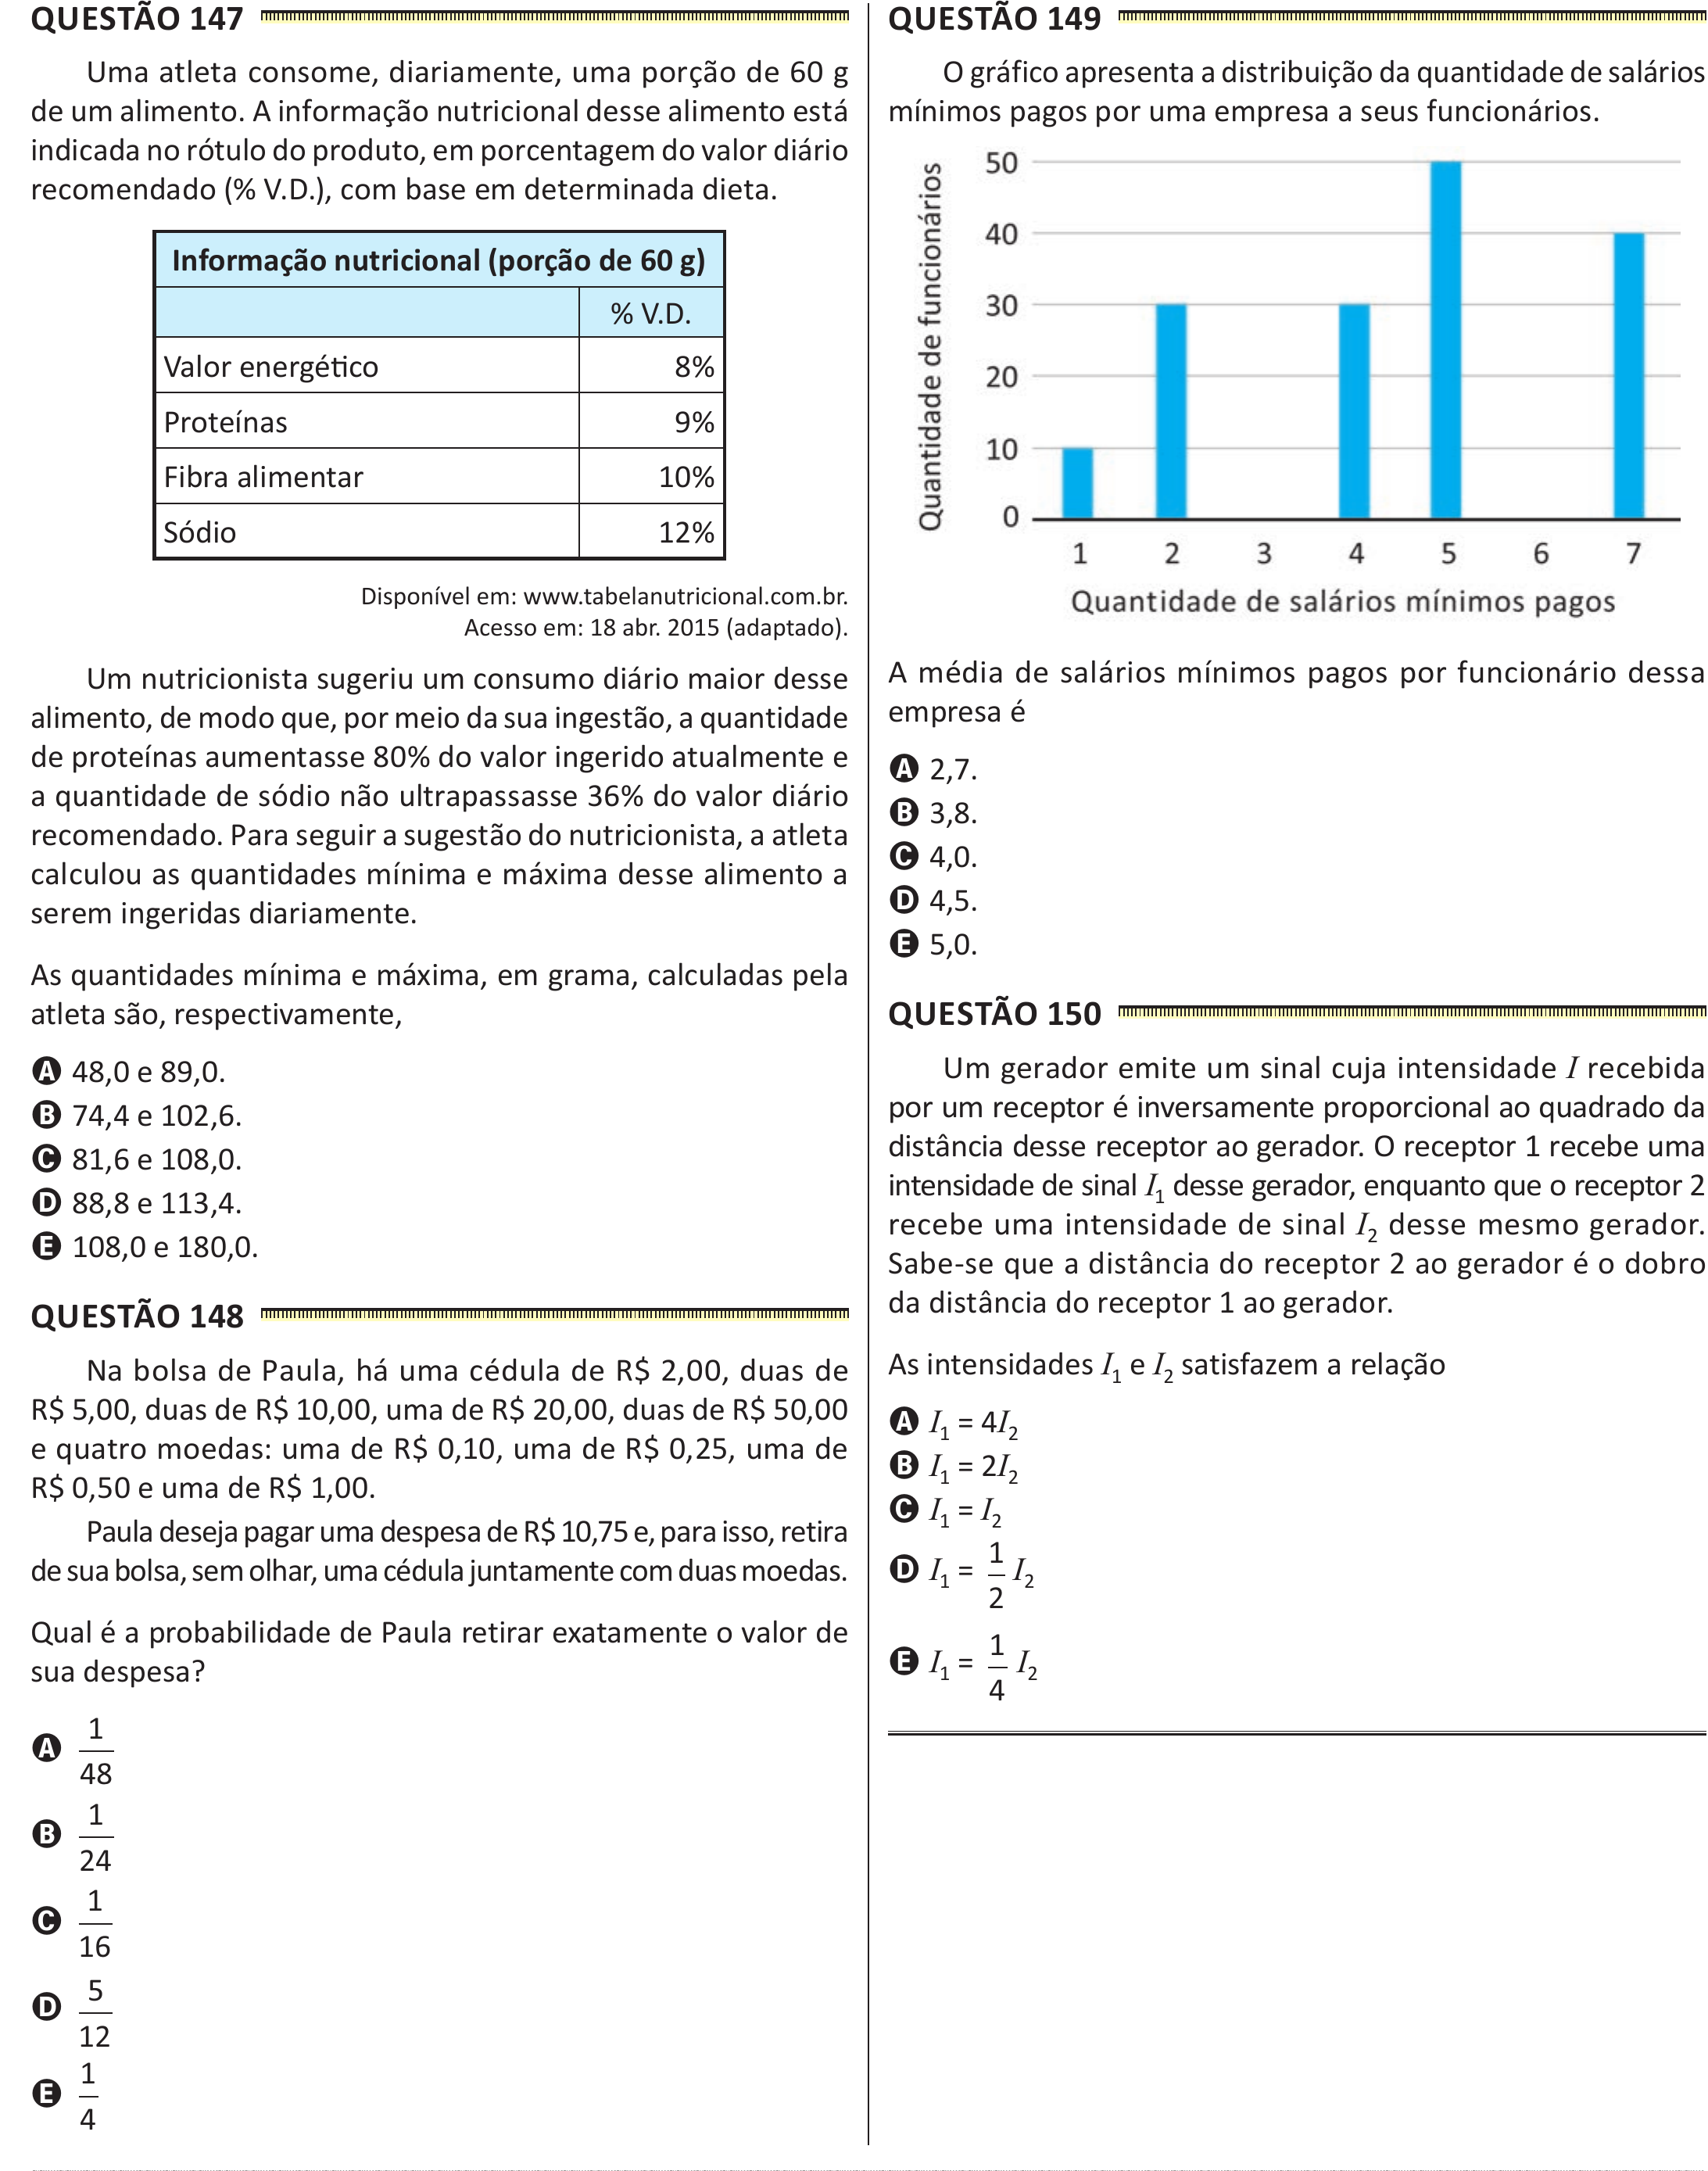 QUESTÃO 147
Uma atleta consome, diariamente, uma porção de 60 g
de um alimento. A informação nutricional desse alimento está
indicada no rótulo do produto, em porcentagem do valor diário
recomendado (% V.D.), com base em determinada dieta.
Informação nutricional (porção de 60 g)
% V.D.
Valor energético 8%
Proteínas 9%
Fibra alimentar 10%
Sódio 12%
Disponível em: www.tabelanutricional.com.br.
Acesso em: 18 abr. 2015 (adaptado).
Um nutricionista sugeriu um consumo diário maior desse
alimento, de modo que, por meio da sua ingestão, a quantidade
de proteínas aumentasse 80% do valor ingerido atualmente e
a quantidade de sódio não ultrapassasse 36% do valor diário
recomendado. Para seguir a sugestão do nutricionista, a atleta
calculou as quantidades mínima e máxima desse alimento a
serem ingeridas diariamente.
As quantidades mínima e máxima, em grama, calculadas pela
atleta são, respectivamente,
A 48,0 e 89,0.
B 74,4 e 102,6.
C 81,6 e 108,0.
D 88,8 e 113,4.
E 108,0 e 180,0.
QUESTÃO 148
Na bolsa de Paula, há uma cédula de R$ 2,00, duas de
R$ 5,00, duas de R$ 10,00, uma de R$ 20,00, duas de R$ 50,00
e quatro moedas: uma de R$ 0,10, uma de R$ 0,25, uma de
R$ 0,50 e uma de R$ 1,00.
Paula deseja pagar uma despesa de R$ 10,75 e, para isso, retira
de sua bolsa, sem olhar, uma cédula juntamente com duas moedas.
Qual é a probabilidade de Paula retirar exatamente o valor de
sua despesa?
A 1/48
B 1/24
C 1/16
D 5/12
E 1/4
QUESTÃO 149
O gráfico apresenta a distribuição da quantidade de salários
mínimos pagos por uma empresa a seus funcionários.
Quantidade de funcionários
50
40
30
20
10
0
1 2 3 4 5 6 7
Quantidade de salários mínimos pagos
A média de salários mínimos pagos por funcionário dessa
empresa é
A 2,7.
B 3,8.
C 4,0.
D 4,5.
E 5,0.
QUESTÃO 150
Um gerador emite um sinal cuja intensidade I recebida
por um receptor é inversamente proporcional ao quadrado da
distância desse receptor ao gerador. O receptor 1 recebe uma
intensidade de sinal I₁ desse gerador, enquanto que o receptor 2
recebe uma intensidade de sinal I₂ desse mesmo gerador.
Sabe-se que a distância do receptor 2 ao gerador é o dobro
da distância do receptor 1 ao gerador.
As intensidades I₁ e I₂ satisfazem a relação
A I₁ = 4I₂
B I₁ = 2I₂
C I₁ = I₂
D I₁ = 1/2 I₂
E I₁ = 1/4 I₂